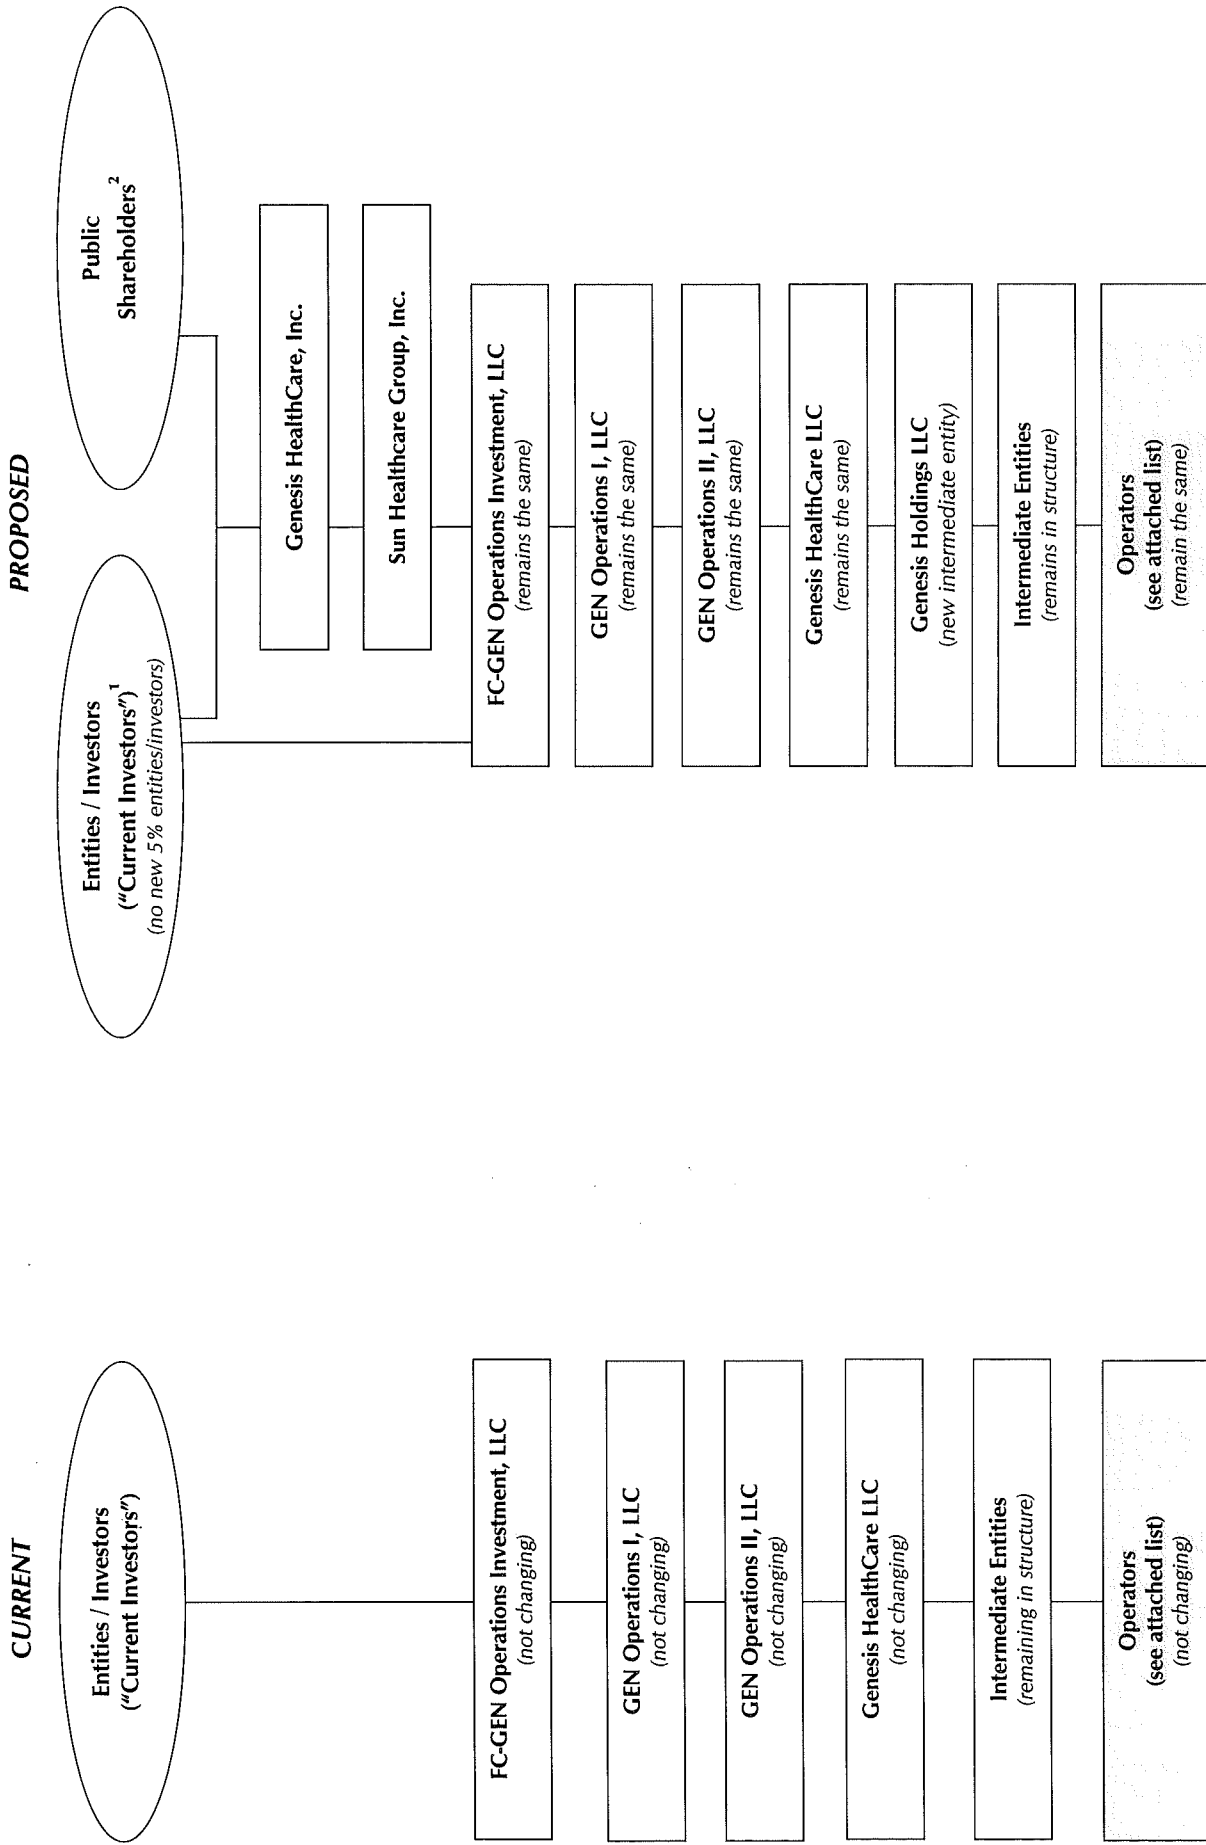 CURRENT
Entities / Investors
("Current Investors")
FC-GEN Operations Investment, LLC
(not changing)
GEN Operations I, LLC
(not changing)
GEN Operations II, LLC
(not changing)
Genesis HealthCare LLC
(not changing)
Intermediate Entities
(remaining in structure)
Operators
(see attached list)
(not changing)
PROPOSED
Entities / Investors
("Current Investors")¹
(no new 5% entities/investors)
Public
Shareholders²
Genesis HealthCare, Inc.
Sun Healthcare Group, Inc.
FC-GEN Operations Investment, LLC
(remains the same)
GEN Operations I, LLC
(remains the same)
GEN Operations II, LLC
(remains the same)
Genesis HealthCare LLC
(remains the same)
Genesis Holdings LLC
(new intermediate entity)
Intermediate Entities
(remains in structure)
Operators
(see attached list)
(remain the same)